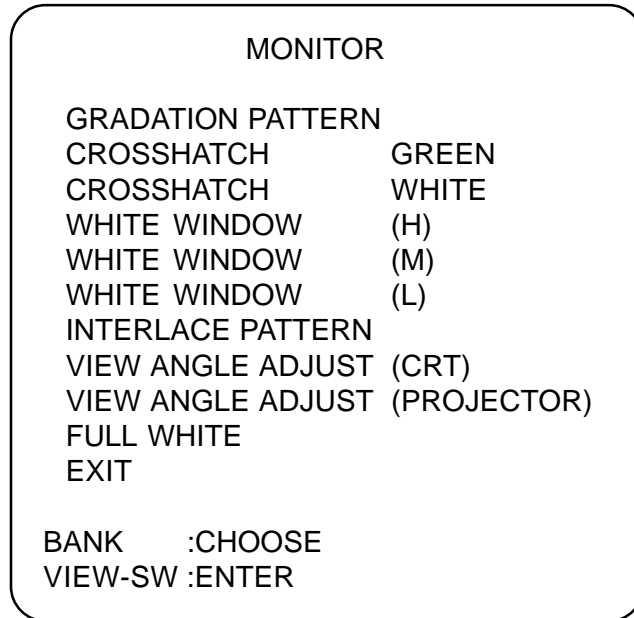 MONITOR
GRADATION PATTERN
CROSSHATCH GREEN
CROSSHATCH WHITE
WHITE WINDOW (H)
WHITE WINDOW (M)
WHITE WINDOW (L)
INTERLACE PATTERN
VIEW ANGLE ADJUST (CRT)
VIEW ANGLE ADJUST (PROJECTOR)
FULL WHITE
EXIT
BANK :CHOOSE
VIEW-SW :ENTER